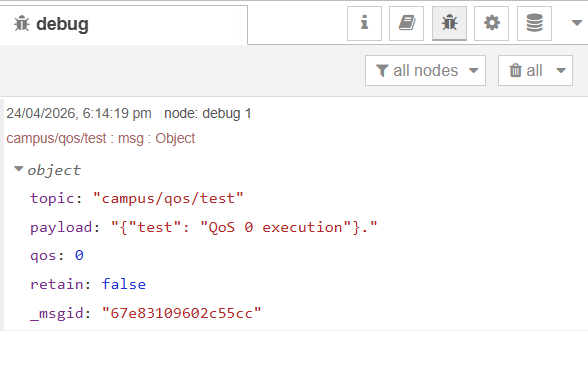 debug
all nodes all
24/04/2026, 6:14:19 pm node: debug 1
campus/qos/test : msg : Object
object
topic: "campus/qos/test"
payload: "{"test": "QoS 0 execution"}."
qos: 0
retain: false
_msgid: "67e83109602c55cc"